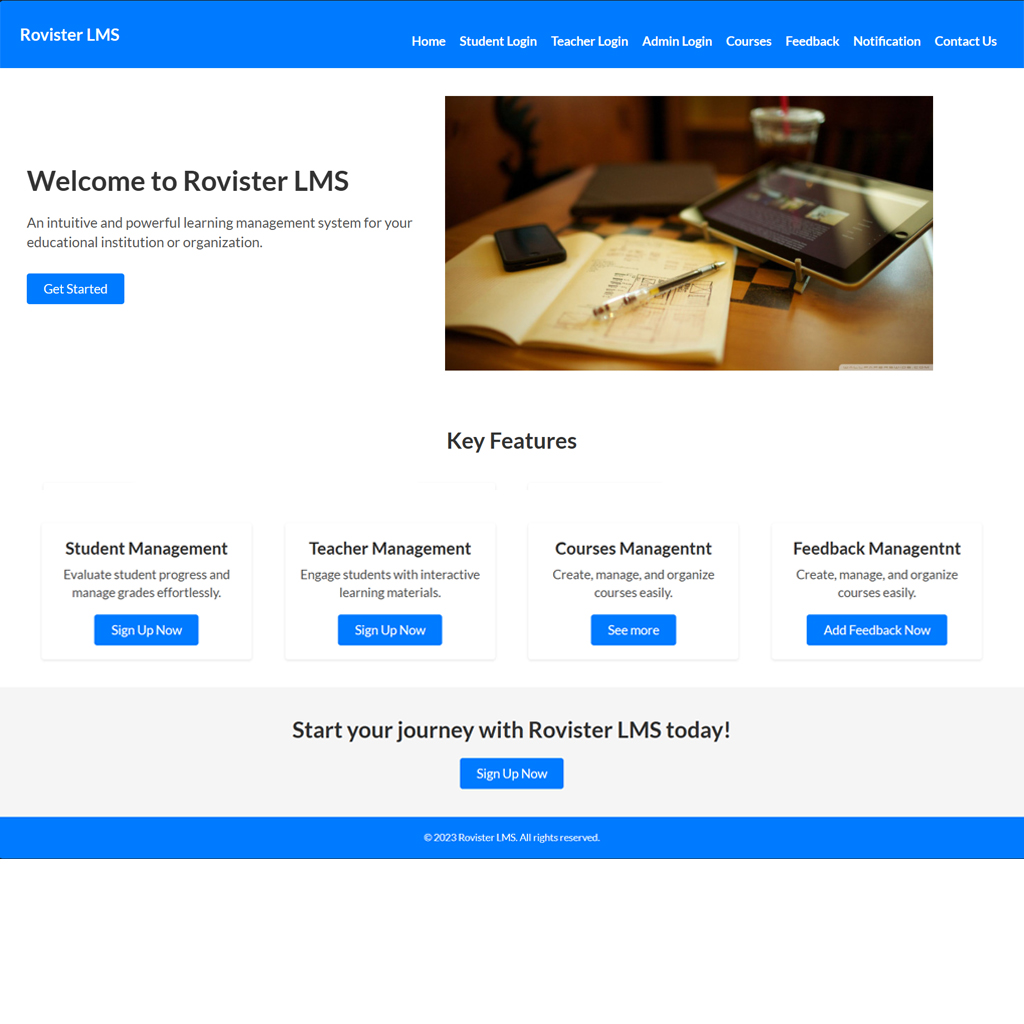 Rovister LMS
Home Student Login Teacher Login Admin Login Courses Feedback Notification Contact Us
Welcome to Rovister LMS
An intuitive and powerful learning management system for your
educational institution or organization.
Get Started
Key Features
Student Management
Evaluate student progress and
manage grades effortlessly.
Sign Up Now
Teacher Management
Engage students with interactive
learning materials.
Sign Up Now
Courses Managentnt
Create, manage, and organize
courses easily.
See more
Feedback Managentnt
Create, manage, and organize
courses easily.
Add Feedback Now
Start your journey with Rovister LMS today!
Sign Up Now
© 2023 Rovister LMS. All rights reserved.